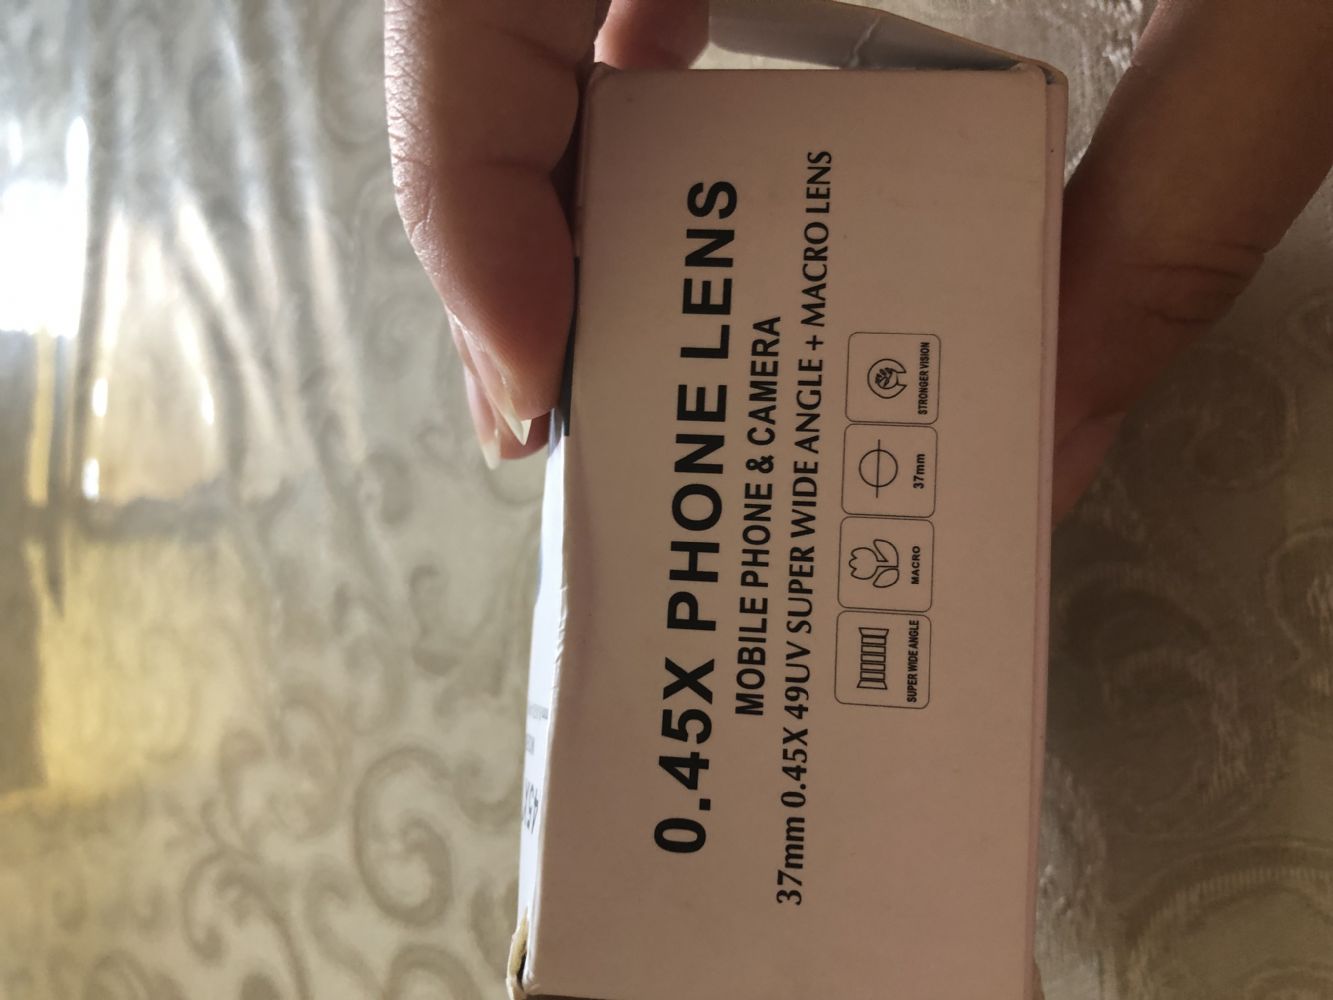 0.45X PHONE LENS
MOBILE PHONE & CAMERA
37mm 0.45X 49UV SUPER WIDE ANGLE + MACRO LENS
SUPER WIDE ANGLE
MACRO
37mm
STRONGER VISION